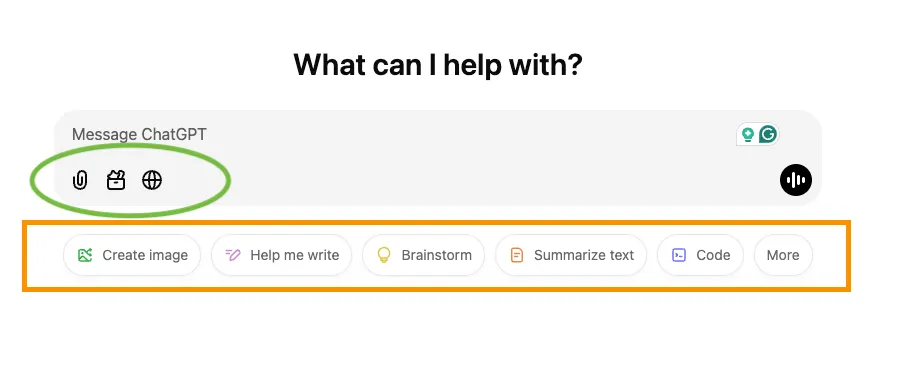 What can I help with?
Message ChatGPT
Create image Help me write Brainstorm Summarize text Code More